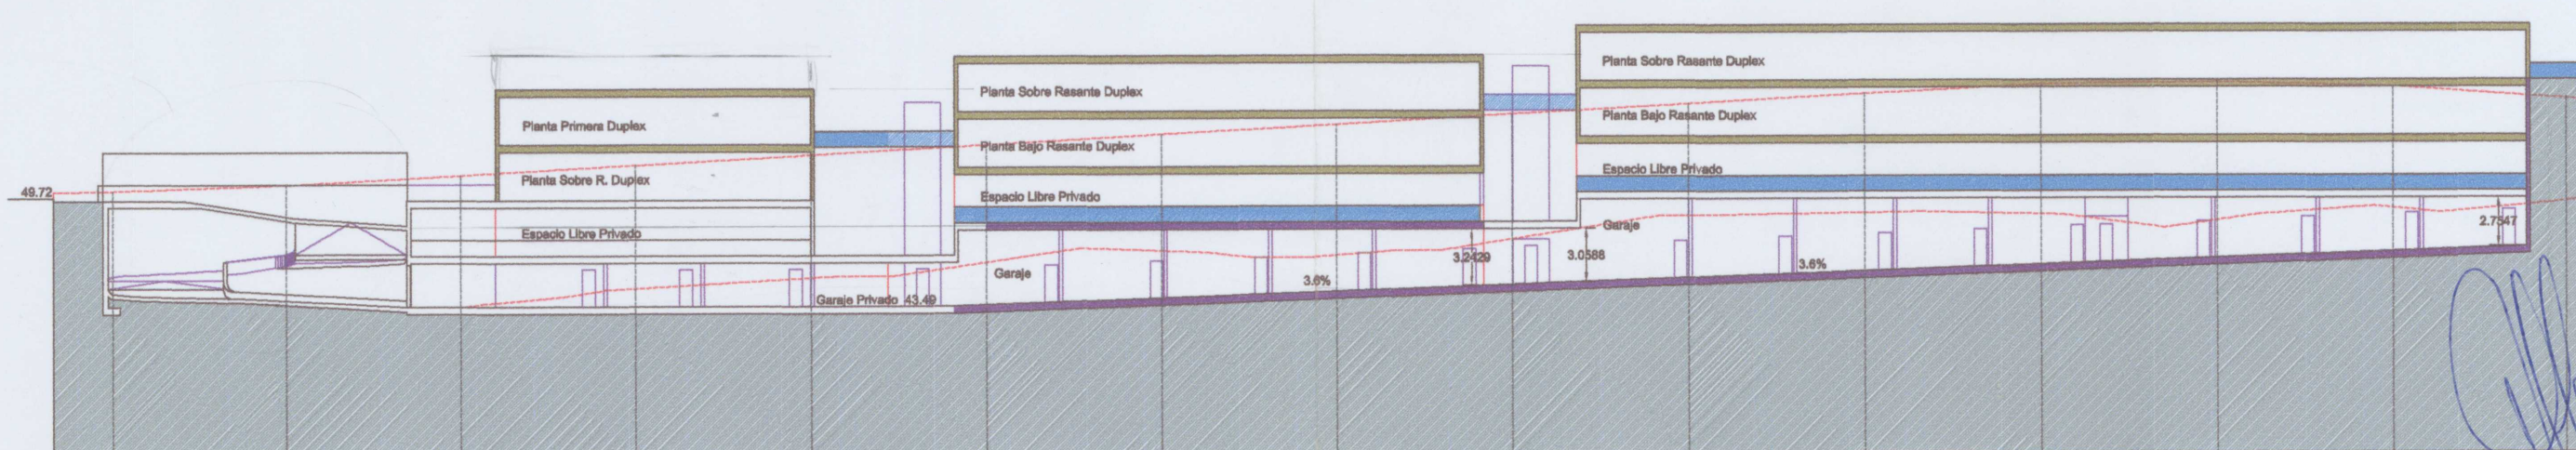 49.72
Planta Primera Duplex
Planta Sobre R. Duplex
Espacio Libre Privado
Garaje Privado 43.49
Planta Sobre Rasante Duplex
Planta Bajo Rasante Duplex
Espacio Libre Privado
Garaje
3.6%
3.2429
3.0588
Planta Sobre Rasante Duplex
Planta Bajo Rasante Duplex
Espacio Libre Privado
Garaje
3.6%
2.7547